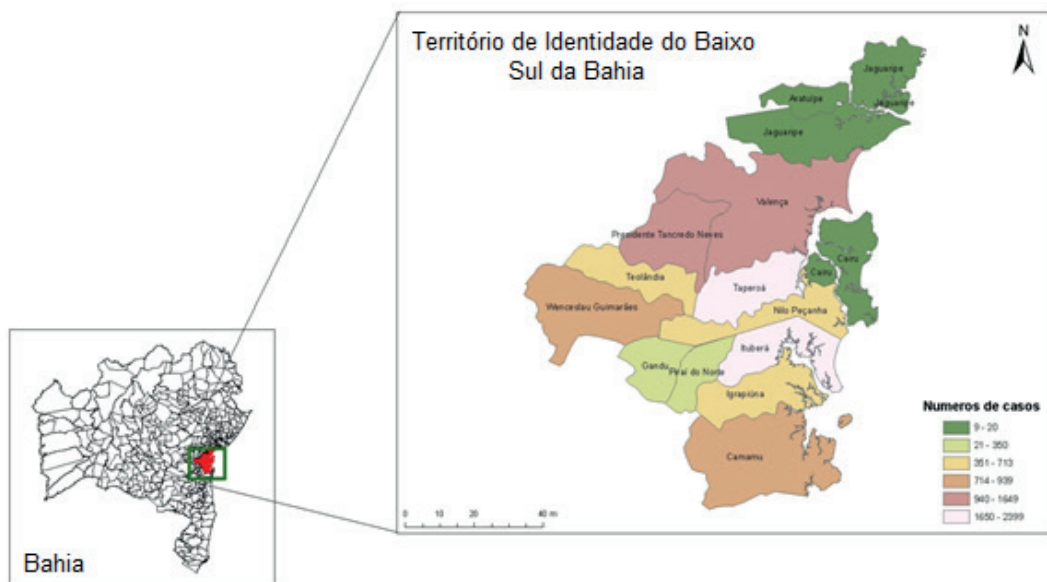 Território de Identidade do Baixo
Sul da Bahia
N
Jaguaripe
Aratuípe
Jaguaripe
Jaguaripe
Valença
Presidente Tancredo Neves
Cairu
Cairu
Teolândia
Taperoá
Wenceslau Guimarães
Nilo Peçanha
Ituberá
Gandu
Piraí do Norte
Igrapiúna
Camamu
Numeros de casos
9 - 20
21 - 350
351 - 713
714 - 939
940 - 1649
1650 - 2399
0 10 20 40 m
Bahia